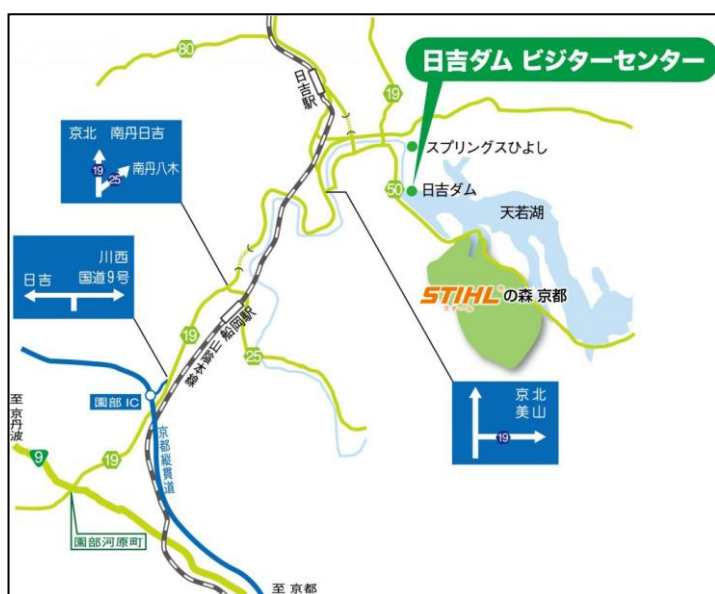 日吉ダム ビジターセンター
80
19
日吉駅
京北 南丹日吉
19
25
南丹八木
スプリングスひよし
50
日吉ダム
天若湖
川西
国道9号
日吉
STIHLの森 京都
スチール
船岡駅
山陰本線
19
25
京北
美山
19
園部 IC
至 京丹波
9
19
京都縦貫道
園部河原町
至 京都